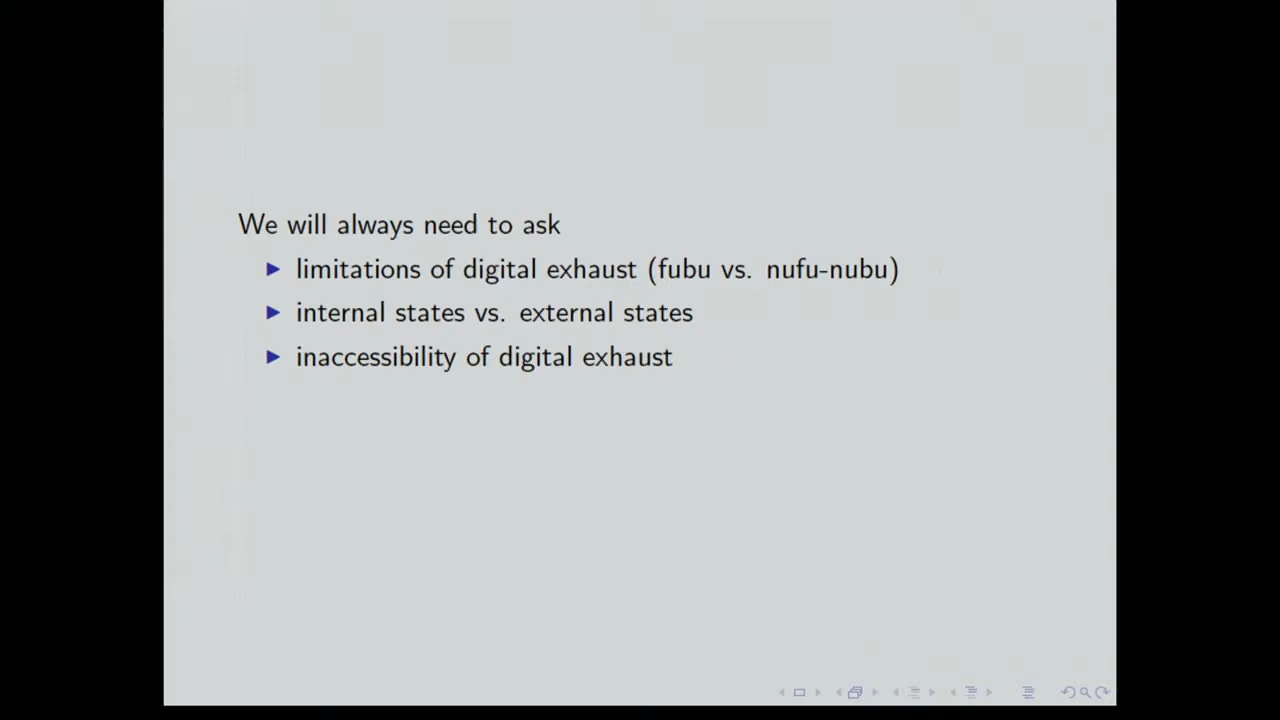 We will always need to ask
limitations of digital exhaust (fubu vs. nufu-nubu)
internal states vs. external states
inaccessibility of digital exhaust